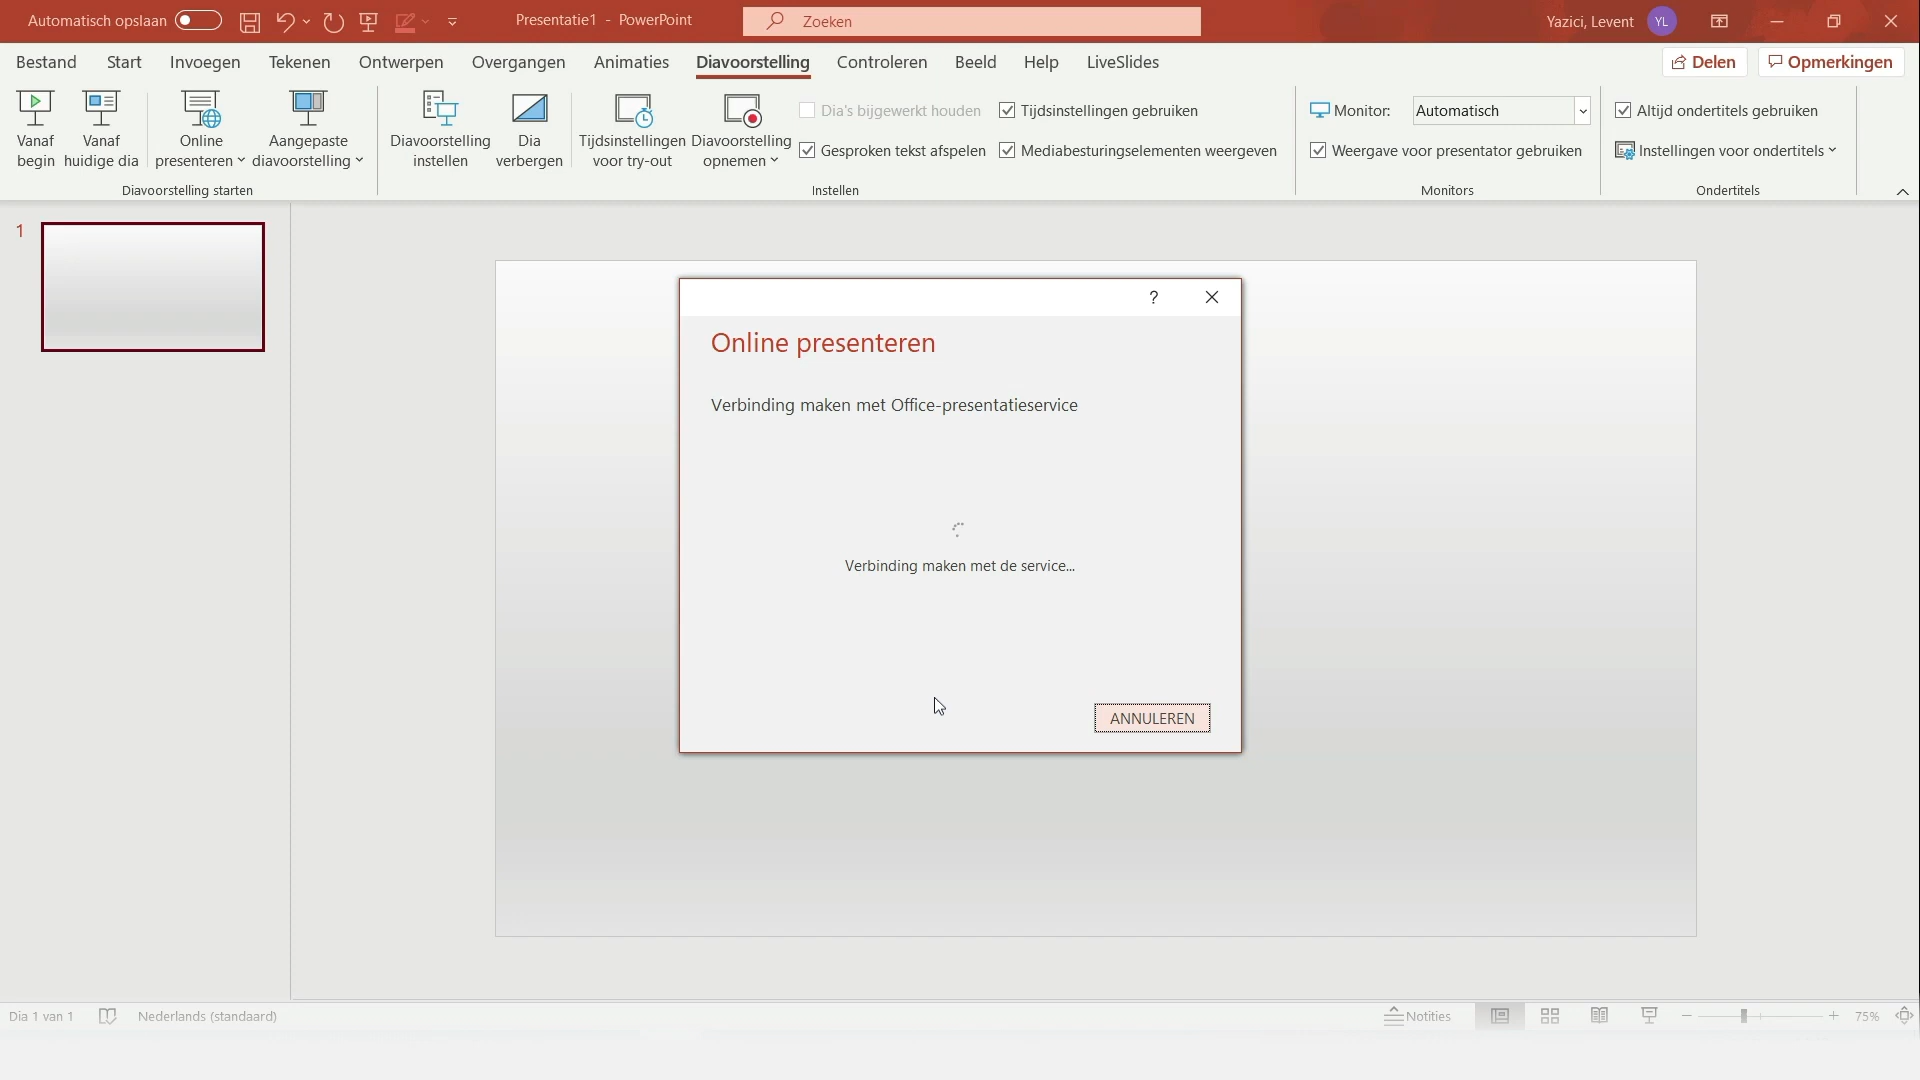 Automatisch opslaan
Presentatie1 - PowerPoint
Zoeken
Yazici, Levent
YL
Bestand
Start
Invoegen
Tekenen
Ontwerpen
Overgangen
Animaties
Diavoorstelling
Controleren
Beeld
Help
LiveSlides
Delen
Opmerkingen
Vanaf
begin
Vanaf
huidige dia
Online
presenteren
Aangepaste
diavoorstelling
Diavoorstelling starten
Diavoorstelling
instellen
Dia
verbergen
Tijdsinstellingen
voor try-out
Diavoorstelling
opnemen
Dia's bijgewerkt houden
Tijdsinstellingen gebruiken
Gesproken tekst afspelen
Mediabesturingselementen weergeven
Instellen
Monitor:
Automatisch
Weergave voor presentator gebruiken
Monitors
Altijd ondertitels gebruiken
Instellingen voor ondertitels
Ondertitels
1
?
Online presenteren
Verbinding maken met Office-presentatieservice
Verbinding maken met de service...
ANNULEREN
Dia 1 van 1
Nederlands (standaard)
Notities
75%